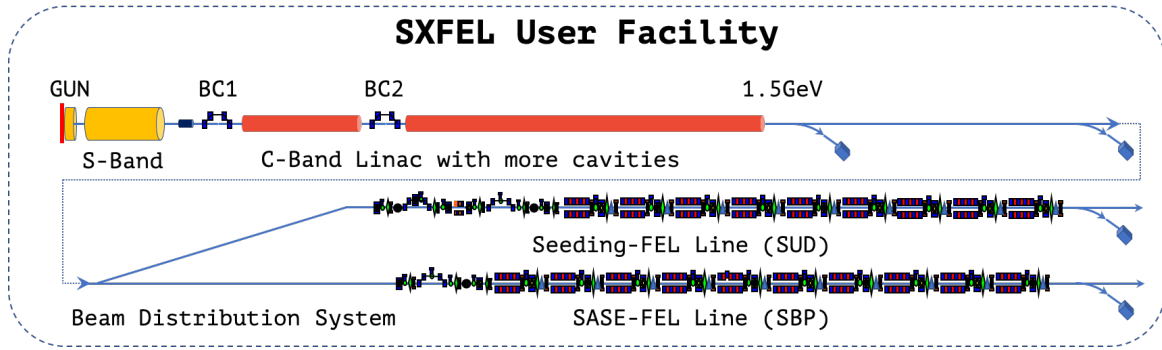 SXFEL User Facility
GUN
BC1
BC2
1.5GeV
S-Band
C-Band Linac with more cavities
Seeding-FEL Line (SUD)
Beam Distribution System
SASE-FEL Line (SBP)